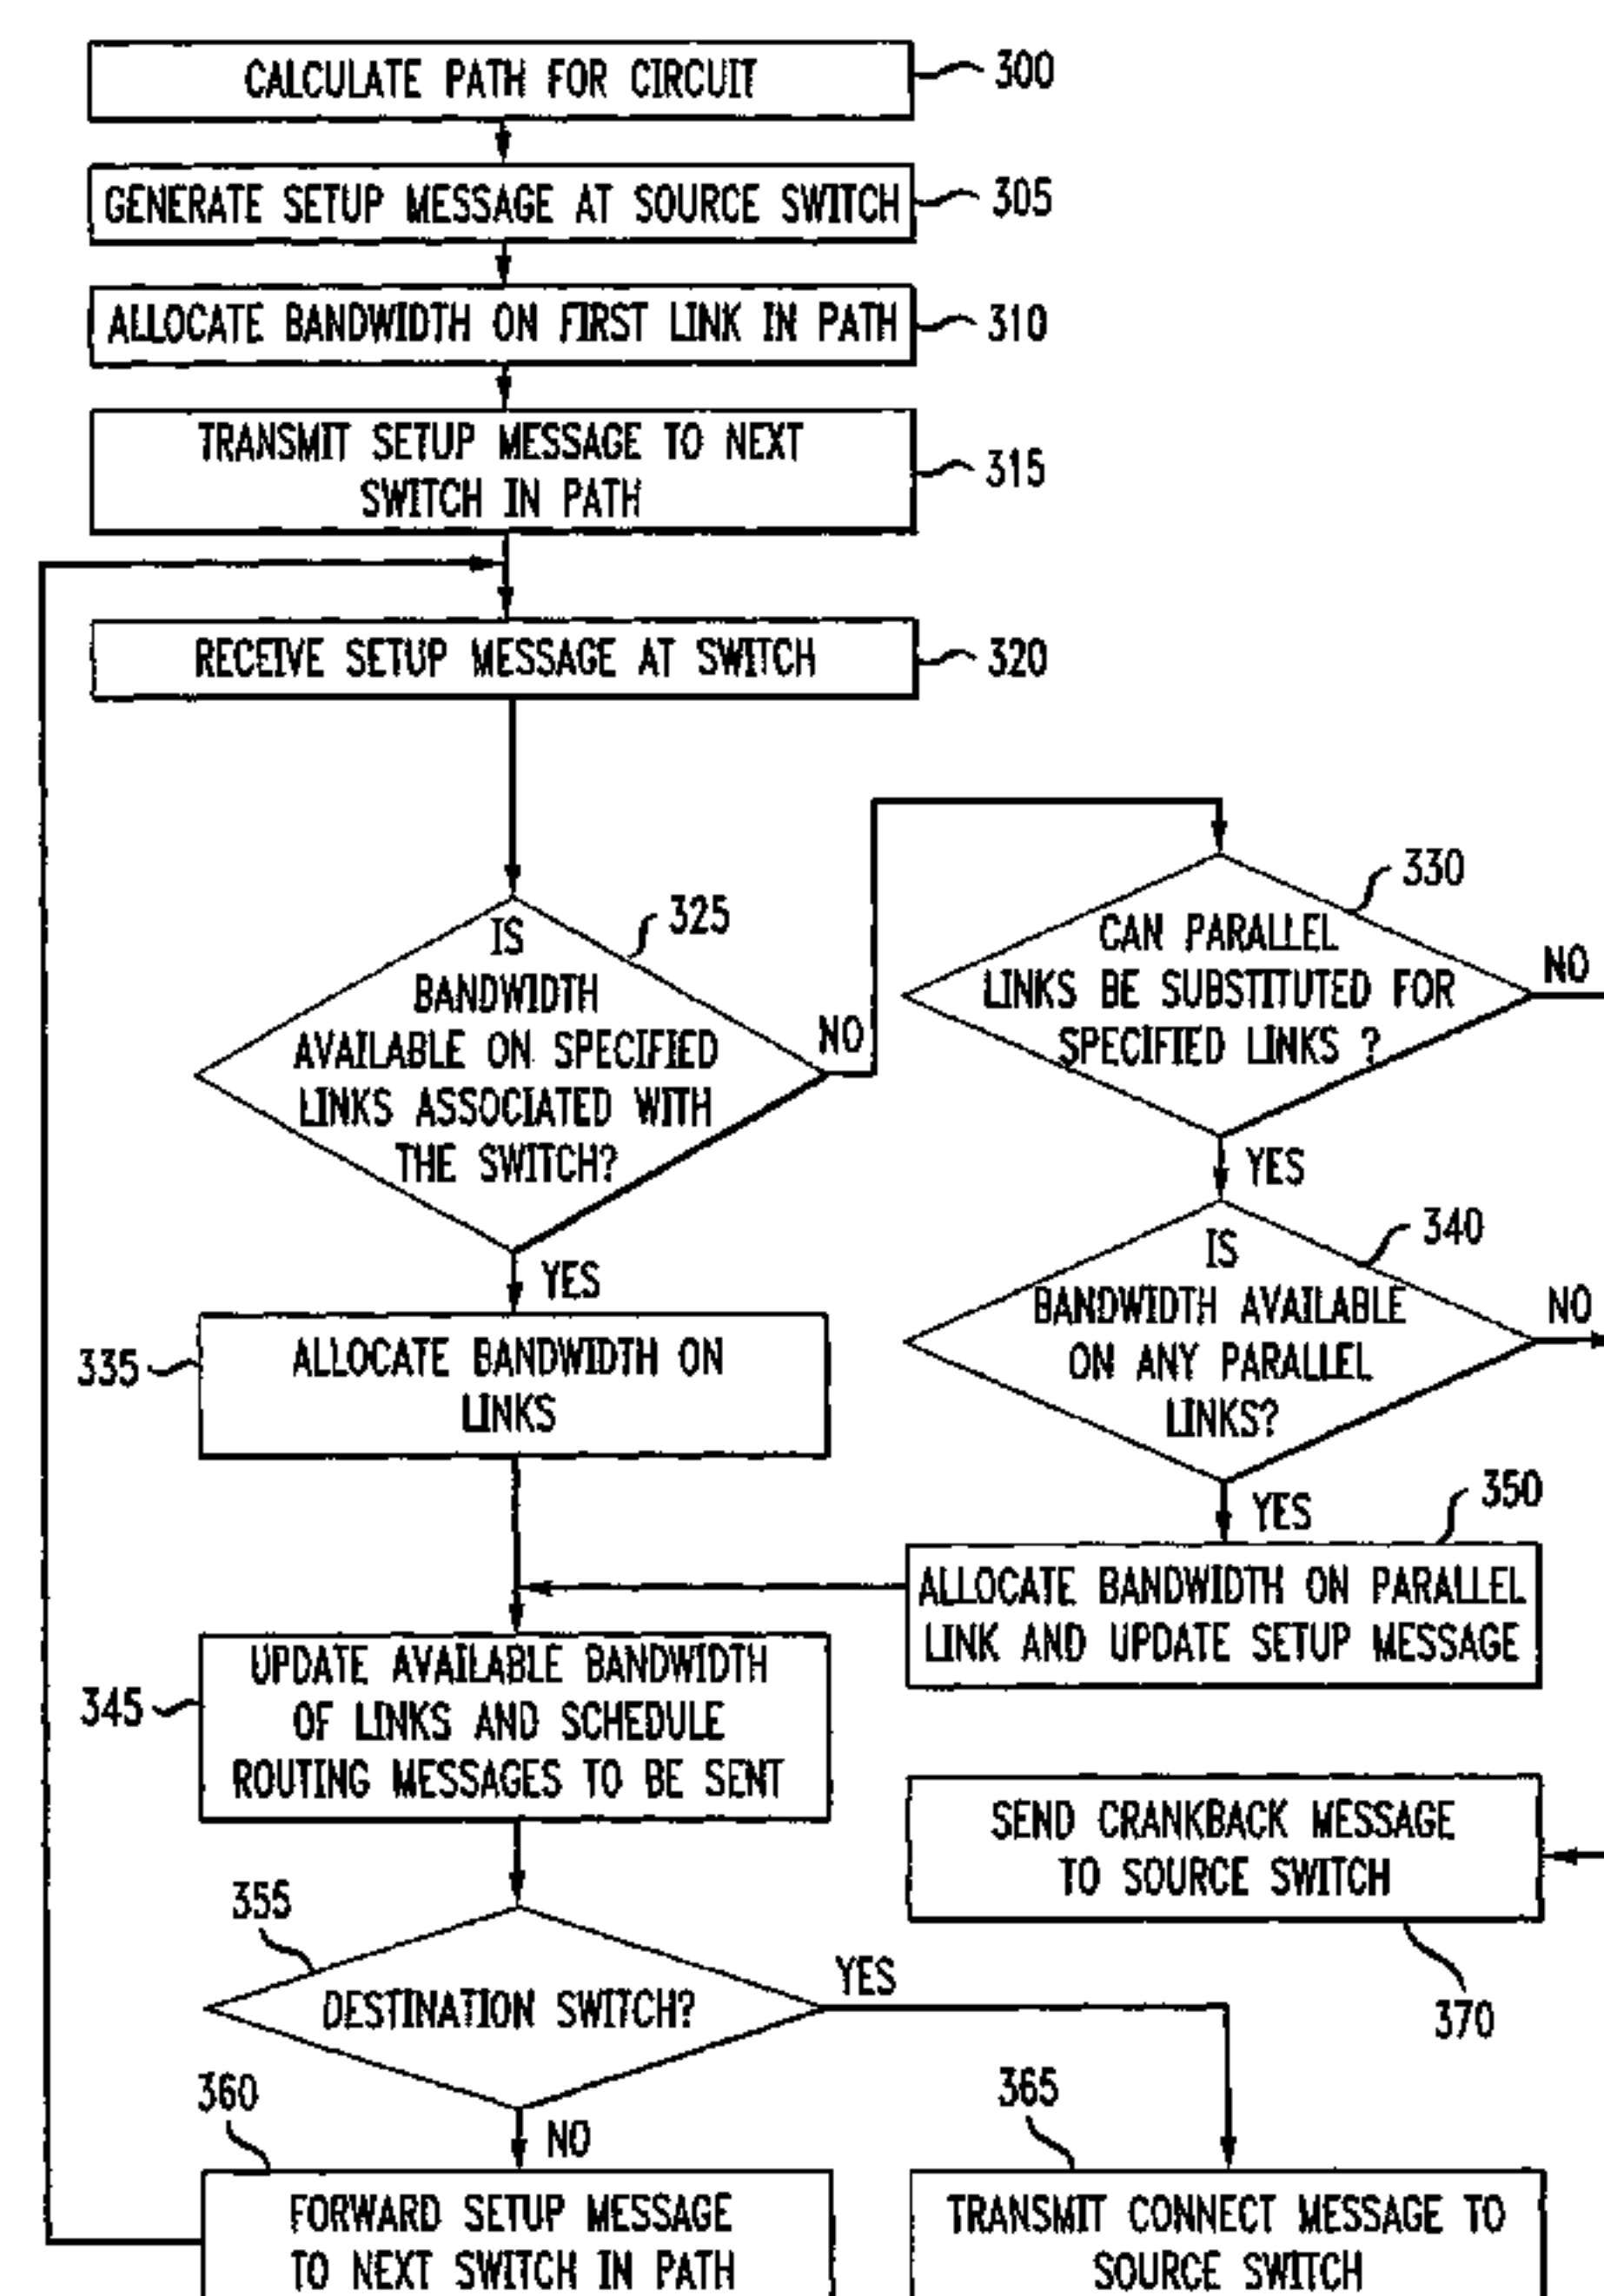 CALCULATE PATH FOR CIRCUIT
300
GENERATE SETUP MESSAGE AT SOURCE SWITCH
305
ALLOCATE BANDWIDTH ON FIRST LINK IN PATH
310
TRANSMIT SETUP MESSAGE TO NEXT
SWITCH IN PATH
315
RECEIVE SETUP MESSAGE AT SWITCH
320
IS
BANDWIDTH
AVAILABLE ON SPECIFIED
LINKS ASSOCIATED WITH
THE SWITCH?
325
NO
YES
CAN PARALLEL
LINKS BE SUBSTITUTED FOR
SPECIFIED LINKS ?
330
NO
YES
335
ALLOCATE BANDWIDTH ON
LINKS
IS
BANDWIDTH AVAILABLE
ON ANY PARALLEL
LINKS?
340
NO
YES
350
ALLOCATE BANDWIDTH ON PARALLEL
LINK AND UPDATE SETUP MESSAGE
345
UPDATE AVAILABLE BANDWIDTH
OF LINKS AND SCHEDULE
ROUTING MESSAGES TO BE SENT
SEND CRANKBACK MESSAGE
TO SOURCE SWITCH
370
355
DESTINATION SWITCH?
YES
NO
360
FORWARD SETUP MESSAGE
TO NEXT SWITCH IN PATH
365
TRANSMIT CONNECT MESSAGE TO
SOURCE SWITCH